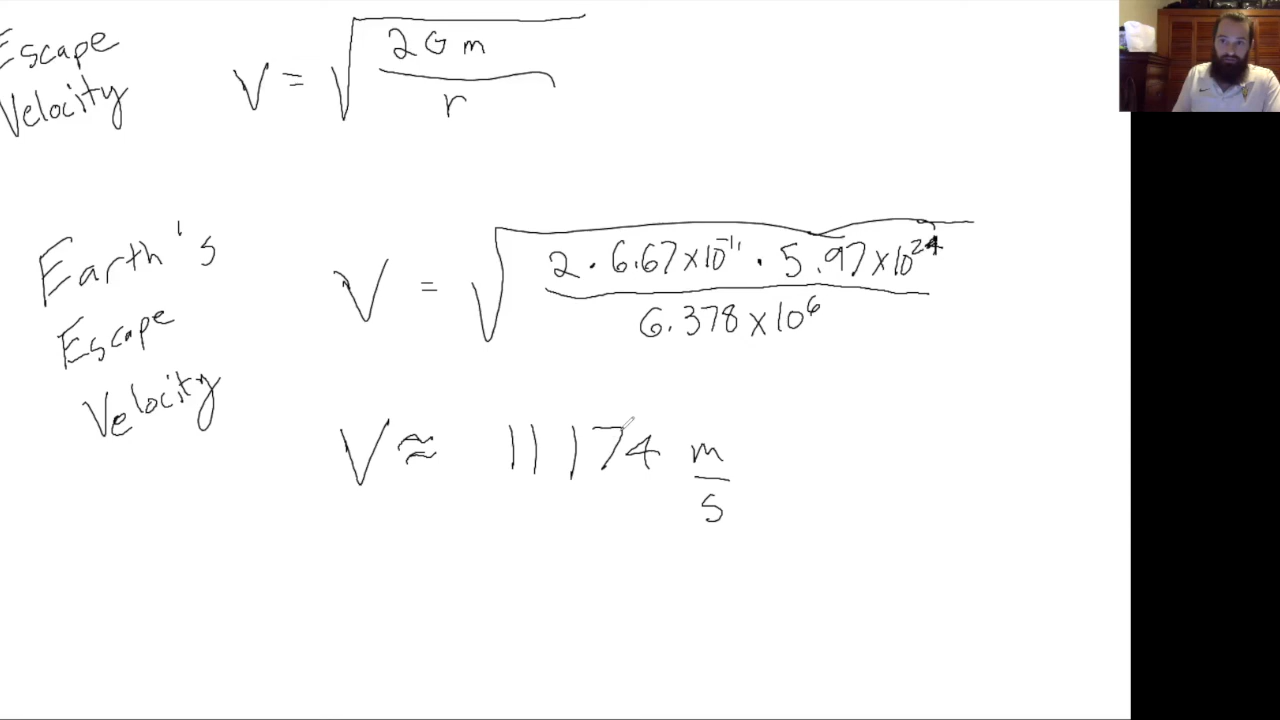 Escape
Velocity
V = √(2Gm / r)
Earth's
Escape
Velocity
V = √(2 · 6.67×10⁻¹¹ · 5.97×10²⁴ / 6.378×10⁶)
V ≈ 11174 m/s